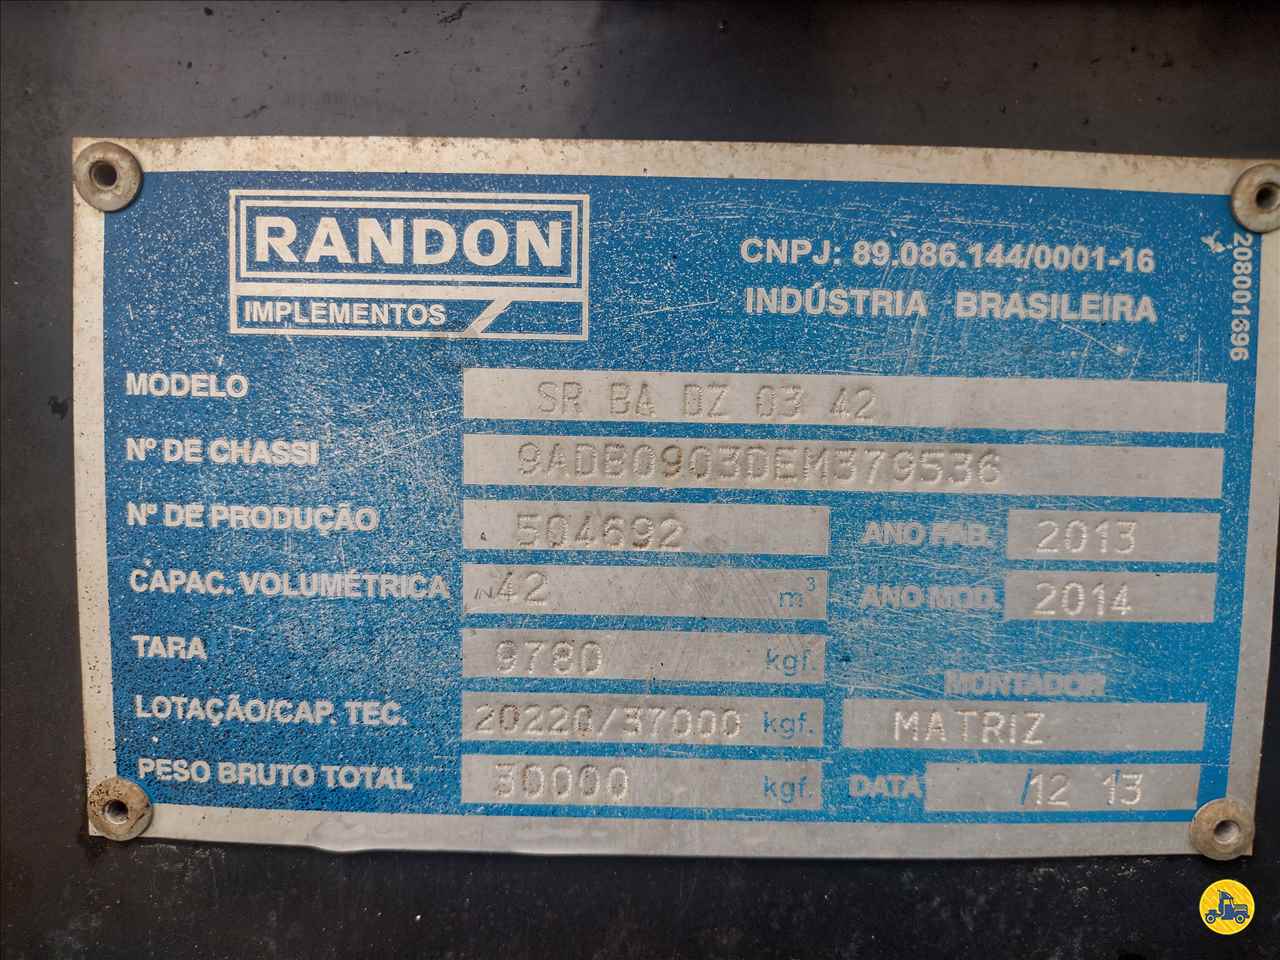 RANDON
IMPLEMENTOS
CNPJ: 89.086.144/0001-16
INDÚSTRIA BRASILEIRA
208001696
MODELO SR BA DZ 03 42
Nº DE CHASSI 9ADB0903DEM379536
Nº DE PRODUÇÃO 504692 ANO FAB. 2013
CAPAC. VOLUMÉTRICA 42 m³ ANO MOD. 2014
TARA 9780 kgf.
MONTADOR
LOTAÇÃO/CAP. TEC. 20220/37000 kgf. MATRIZ
PESO BRUTO TOTAL 30000 kgf. DATA /12 13